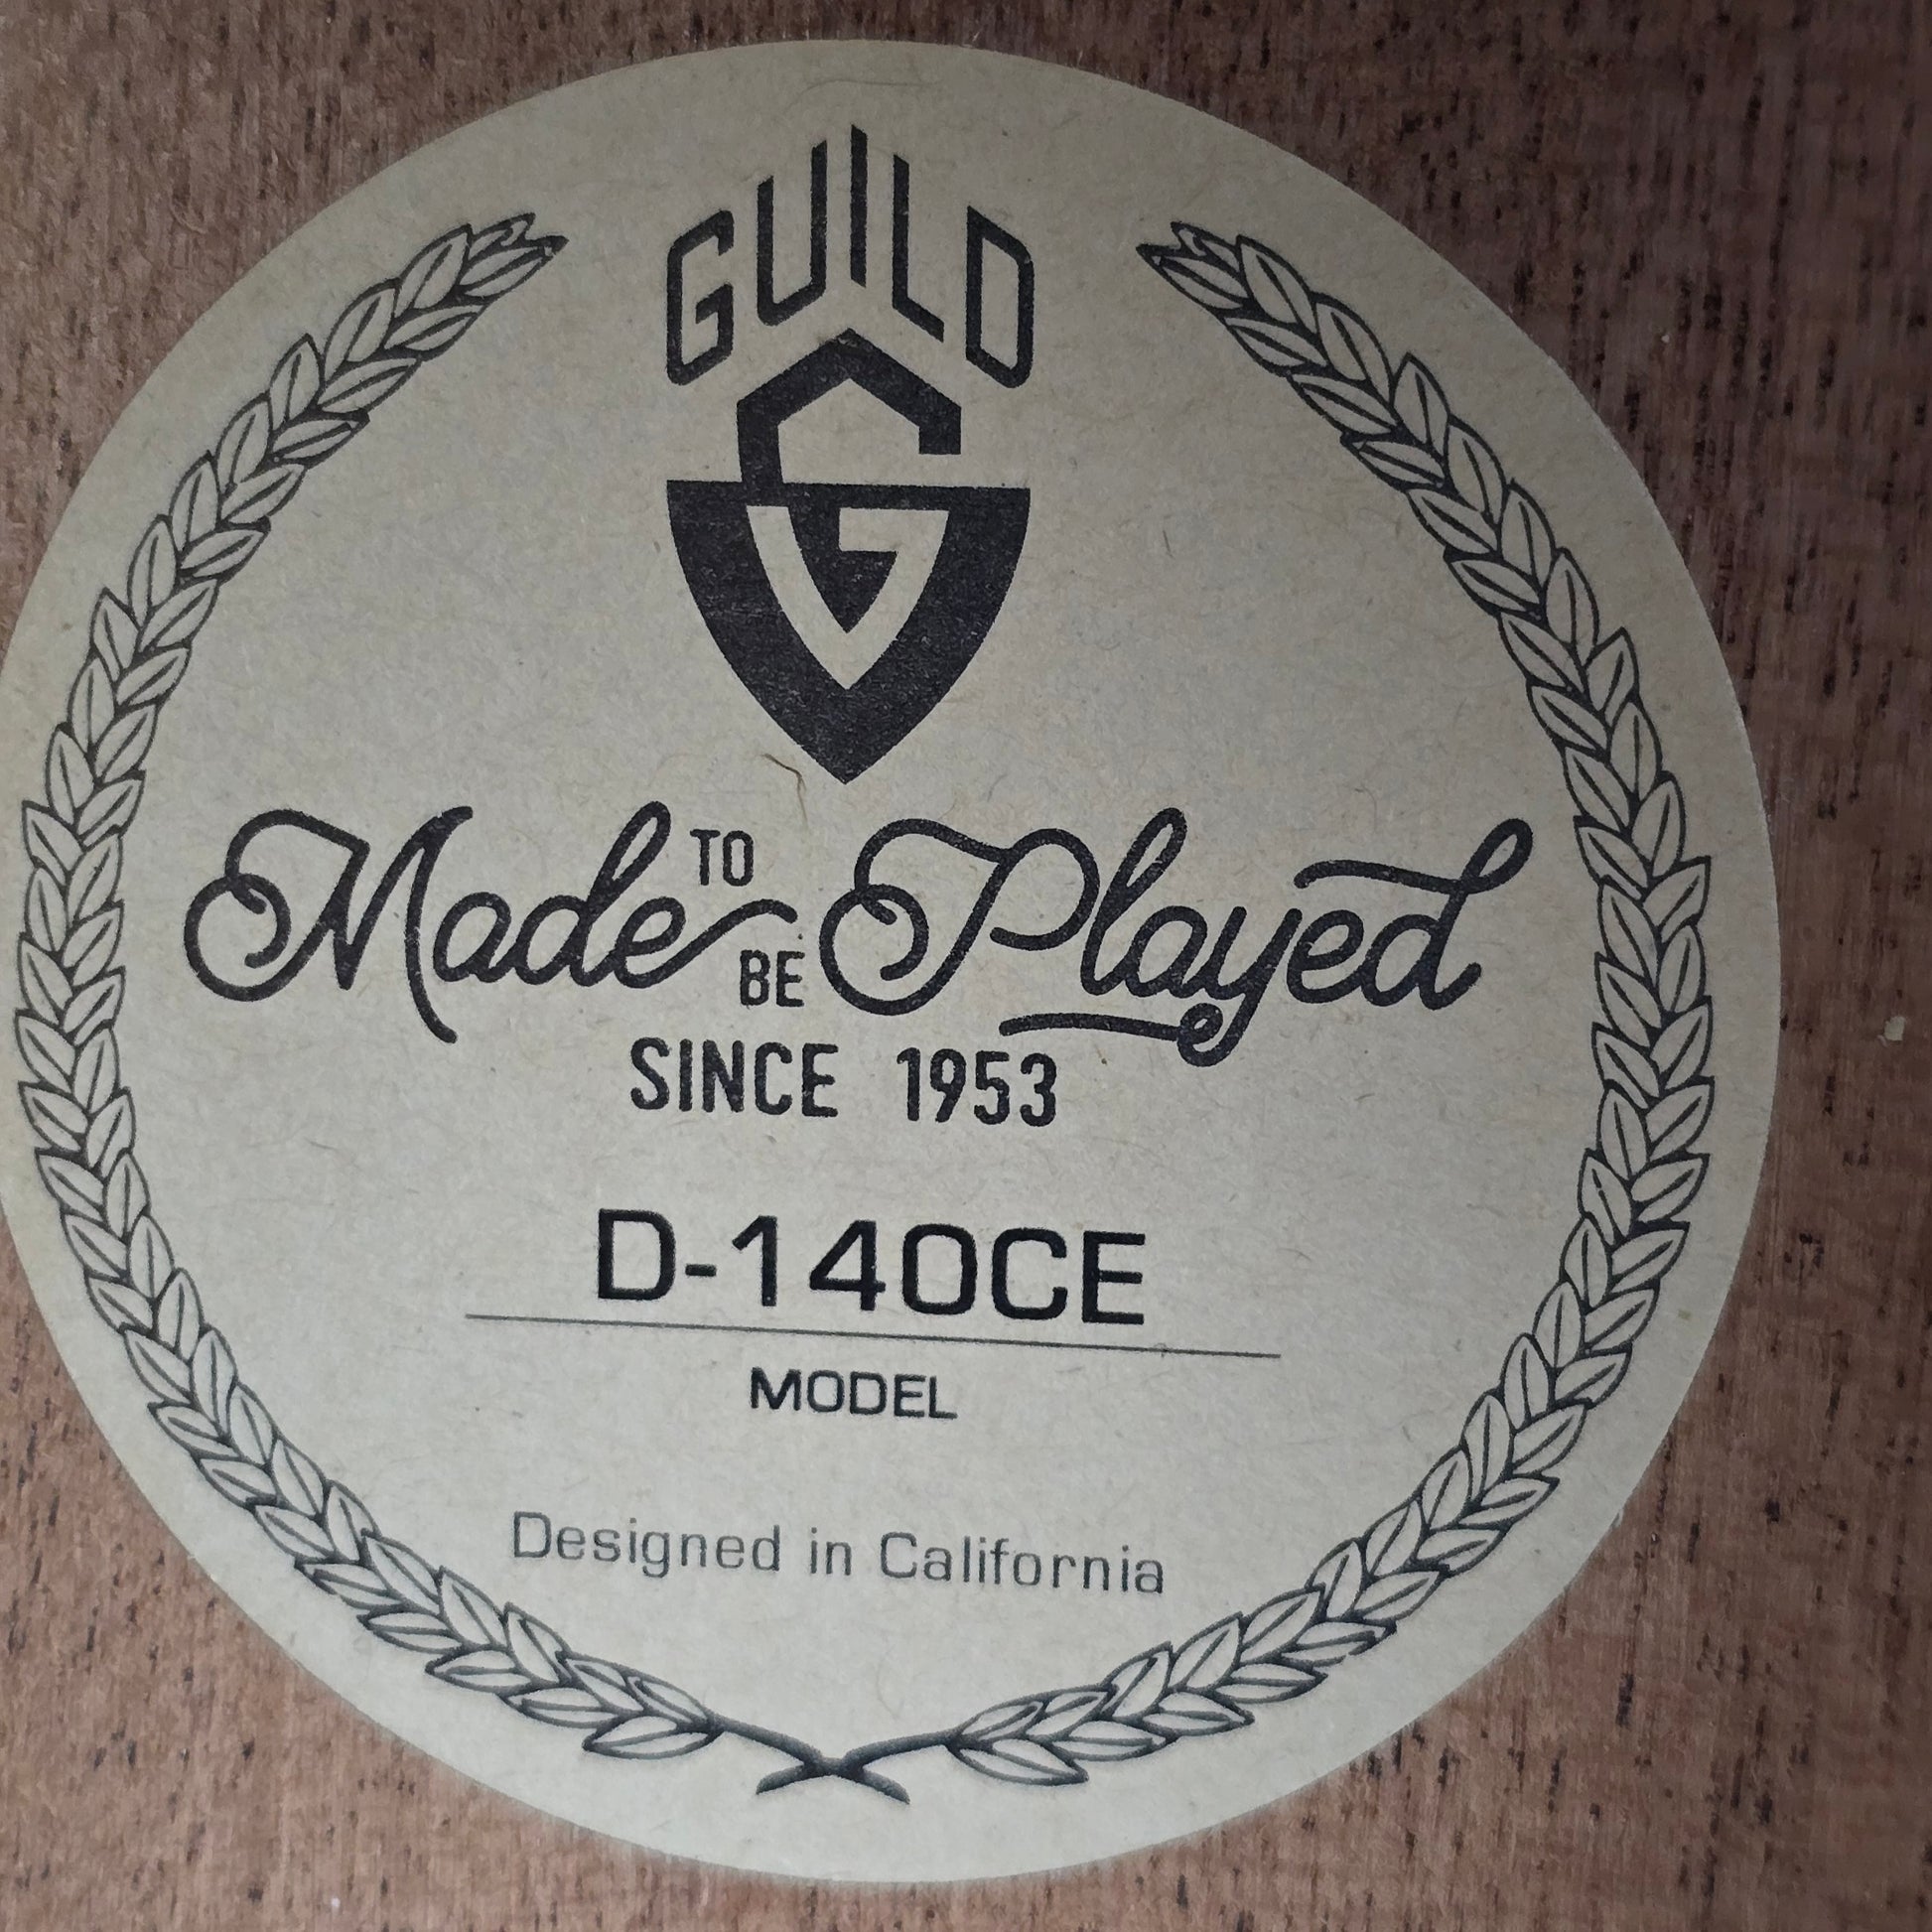 GUILD
G
Made TO BE Played
SINCE 1953
D-140CE
MODEL
Designed in California